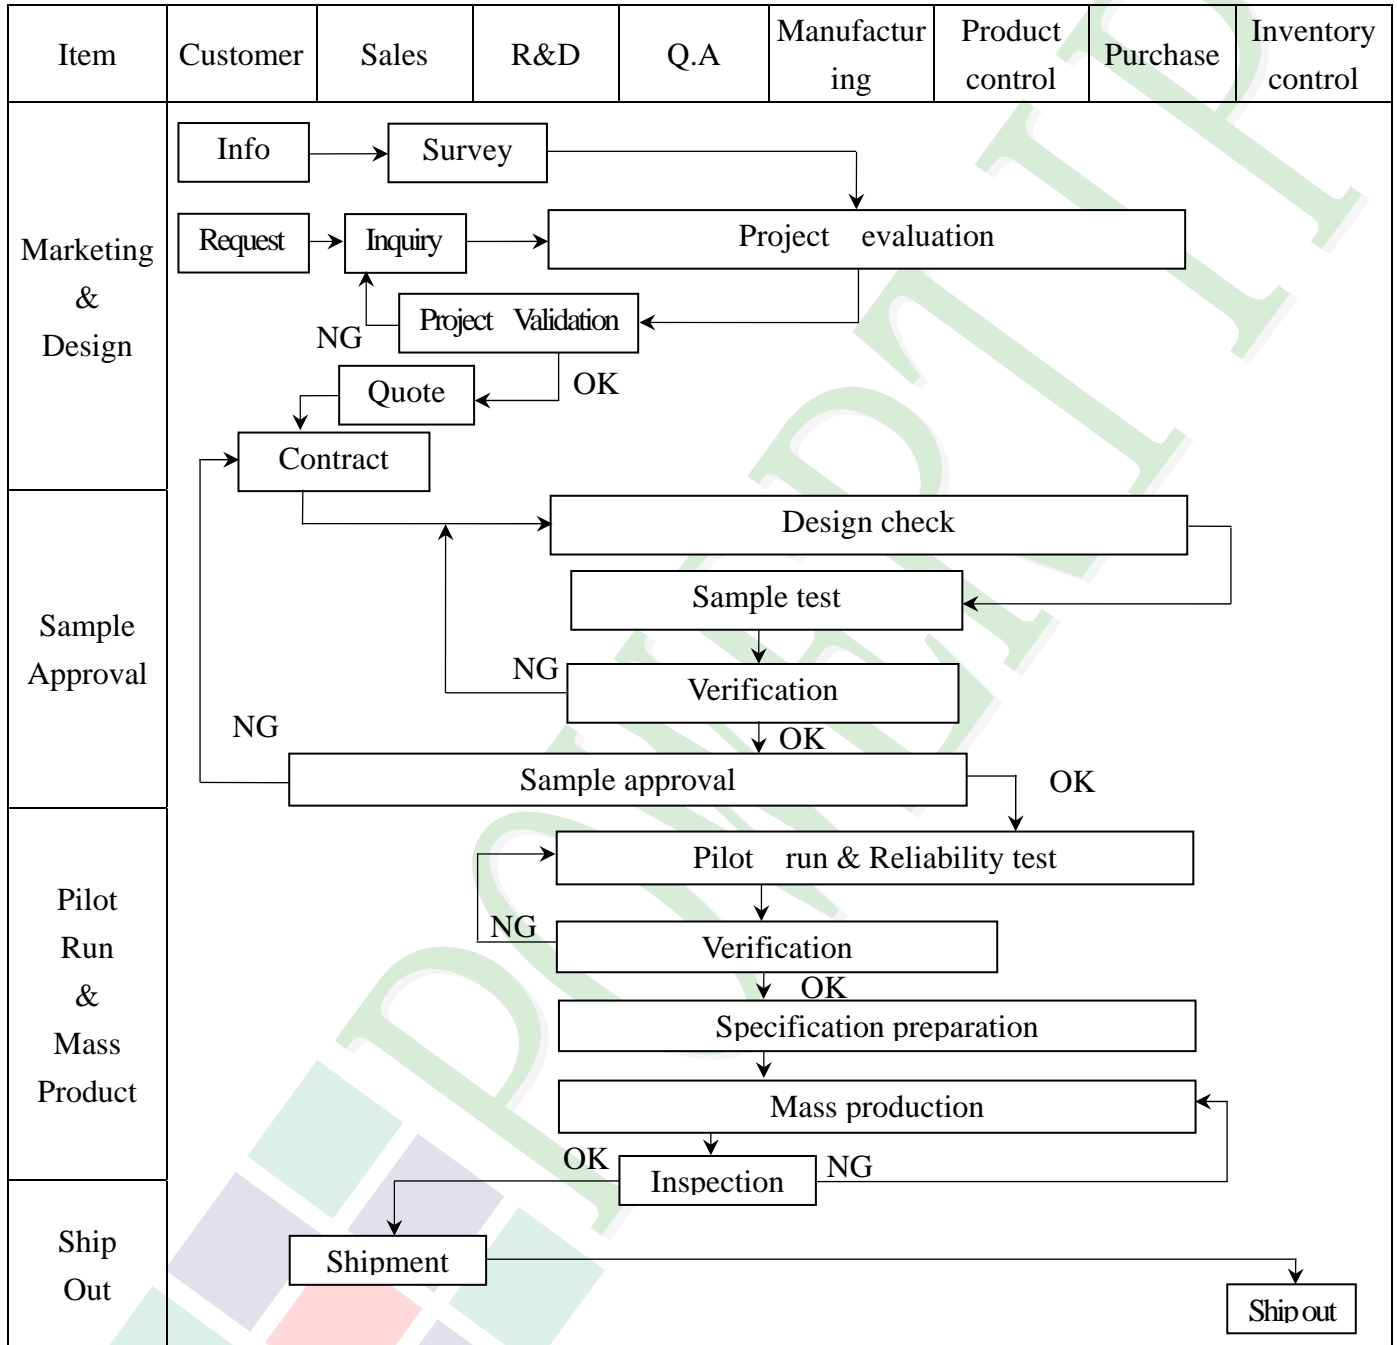 Item
Customer
Sales
R&D
Q.A
Manufactur
ing
Product
control
Purchase
Inventory
control
Marketing
&
Design
Info
Survey
Request
Inquiry
Project evaluation
Project Validation
NG
OK
Quote
Contract
Sample
Approval
Design check
Sample test
NG
Verification
NG
OK
Sample approval
OK
Pilot
Run
&
Mass
Product
Pilot run & Reliability test
NG
Verification
OK
Specification preparation
Mass production
OK
Inspection
NG
Ship
Out
Shipment
Ship out
POWERTIP